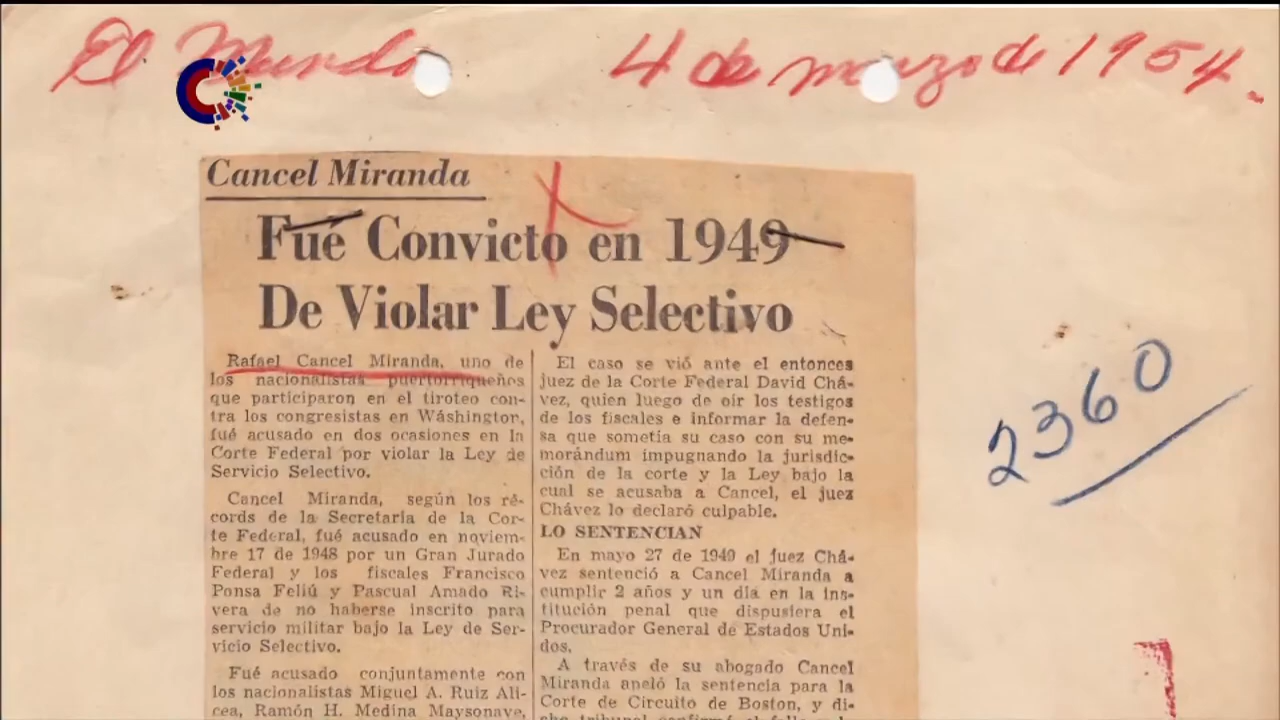 El Mundo 4 de marzo de 1954.
Cancel Miranda
Fué Convicto en 1949
De Violar Ley Selectivo
Rafael Cancel Miranda, uno de
los nacionalistas puertorriqueños
que participaron en el tiroteo con-
tra los congresistas en Wáshington,
fué acusado en dos ocasiones en la
Corte Federal por violar la Ley de
Servicio Selectivo.
Cancel Miranda, según los ré-
cords de la Secretaría de la Cor-
te Federal, fué acusado en noviem-
bre 17 de 1948 por un Gran Jurado
Federal y los fiscales Francisco
Ponsa Feliú y Pascual Amado Ri-
vera de no haberse inscrito para
servicio militar bajo la Ley de Ser-
vicio Selectivo.
Fué acusado conjuntamente con
los nacionalistas Miguel A. Ruiz Ali-
cea, Ramón H. Medina Maysonave,
El caso se vió ante el entonces
juez de la Corte Federal David Chá-
vez, quien luego de oir los testigos
de los fiscales e informar la defen-
sa que sometía su caso con su me-
morándum impugnando la jurisdic-
ción de la corte y la Ley bajo la
cual se acusaba a Cancel, el juez
Chávez lo declaró culpable.
LO SENTENCIAN
En mayo 27 de 1949 el juez Chá-
vez sentenció a Cancel Miranda a
cumplir 2 años y un día en la ins-
titución penal que dispusiera el
Procurador General de Estados Uni-
dos.
A través de su abogado Cancel
Miranda apeló la sentencia para la
Corte de Circuito de Boston, y di-
cho tribunal confirmó el fallo
2360